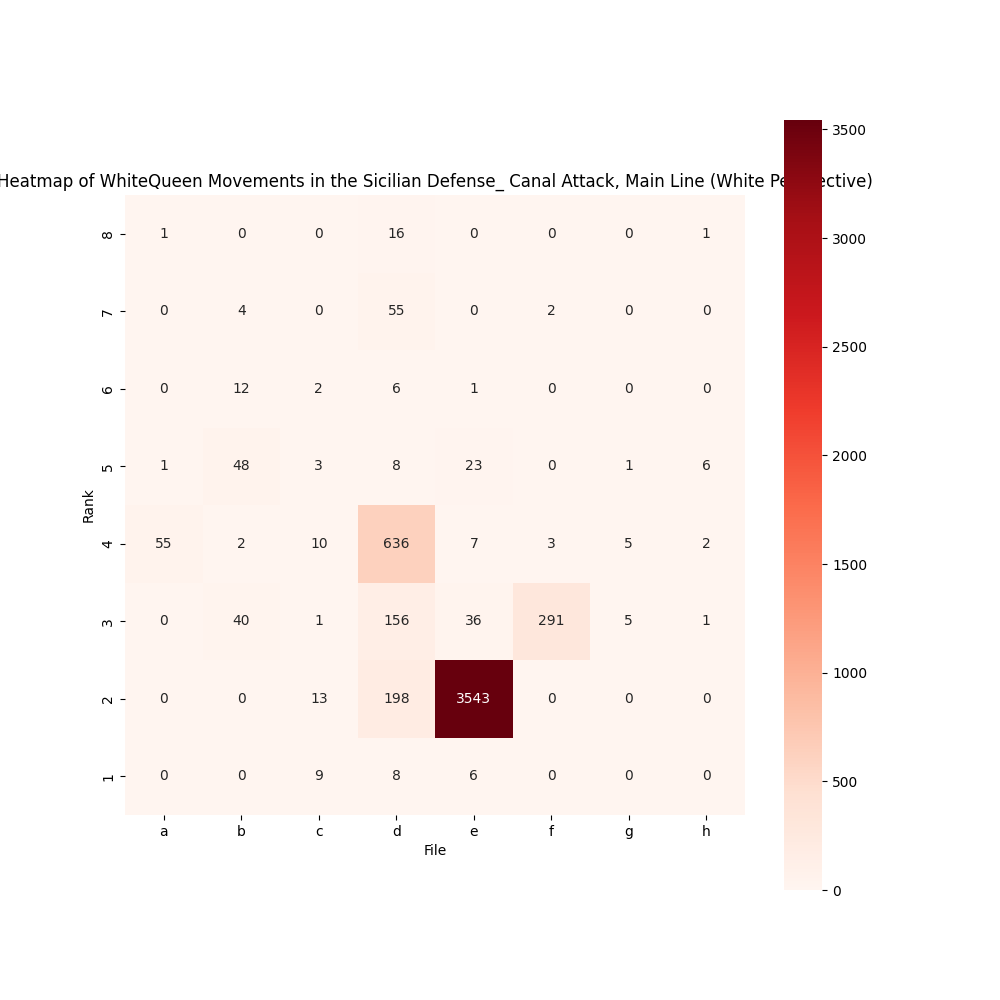 Heatmap of WhiteQueen Movements in the Sicilian Defense_ Canal Attack, Main Line (White Pe ective)
3500
3000
2500
2000
1500
1000
500
0
Rank
8 1 0 0 16 0 0 0 1
7 0 4 0 55 0 2 0 0
6 0 12 2 6 1 0 0 0
5 1 48 3 8 23 0 1 6
4 55 2 10 636 7 3 5 2
3 0 40 1 156 36 291 5 1
2 0 0 13 198 3543 0 0 0
1 0 0 9 8 6 0 0 0
a b c d e f g h
File